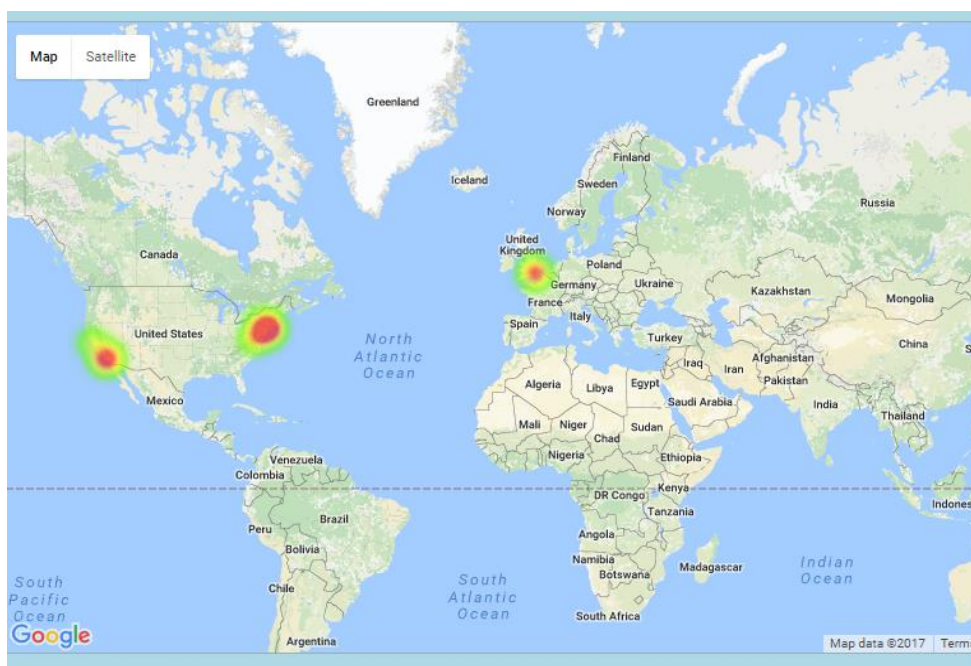 Map Satellite
Greenland
Iceland
Finland
Sweden
Norway
Russia
Canada
United
Kingdom
Poland
Germany
Ukraine
Kazakhstan
Mongolia
France
Italy
Spain
United States
North
Atlantic
Ocean
Turkey
China
Iraq
Iran
Afghanistan
Pakistan
Algeria
Libya
Egypt
Saudi Arabia
India
Mexico
Thailand
Mali
Niger
Chad
Sudan
Nigeria
Ethiopia
Venezuela
Colombia
DR Congo
Kenya
Tanzania
Indones
Peru
Brazil
Angola
Bolivia
Namibia
Botswana
Madagascar
Indian
Ocean
South
Pacific
Ocean
Chile
South
Atlantic
Ocean
South Africa
Argentina
Google
Map data ©2017 Terms